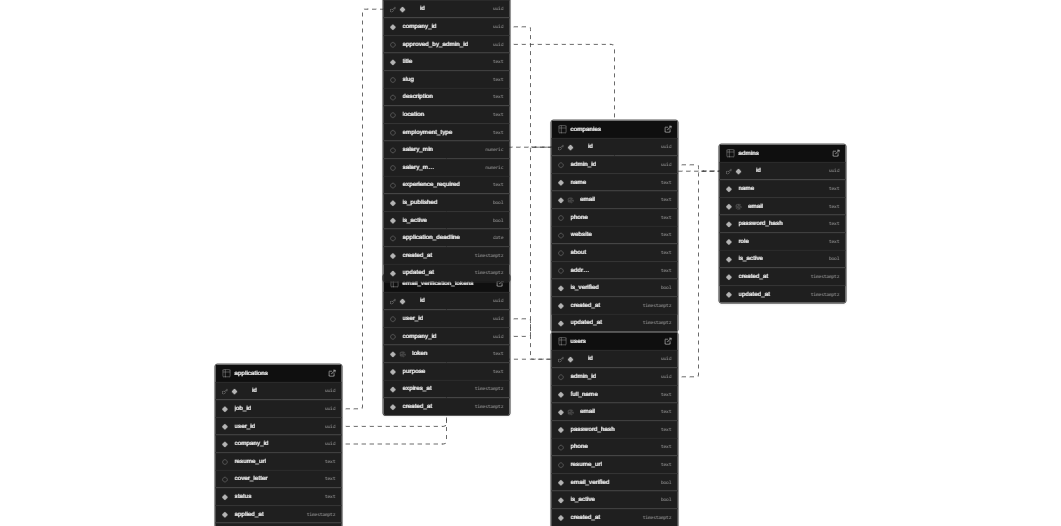 id uuid
company_id uuid
approved_by_admin_id uuid
title text
slug text
description text
location text
employment_type text
salary_min numeric
salary_m... numeric
experience_required text
is_published bool
is_active bool
application_deadline date
created_at timestamptz
updated_at timestamptz
email_verification_tokens
id uuid
user_id uuid
company_id uuid
token text
purpose text
expires_at timestamptz
created_at timestamptz
companies
id uuid
admin_id uuid
name text
email text
phone text
website text
about text
addr... text
is_verified bool
created_at timestamptz
updated_at timestamptz
admins
id uuid
name text
email text
password_hash text
role text
is_active bool
created_at timestamptz
updated_at timestamptz
users
id uuid
admin_id uuid
full_name text
email text
password_hash text
phone text
resume_url text
email_verified bool
is_active bool
created_at timestamptz
applications
id uuid
job_id uuid
user_id uuid
company_id uuid
resume_url text
cover_letter text
status text
applied_at timestamptz